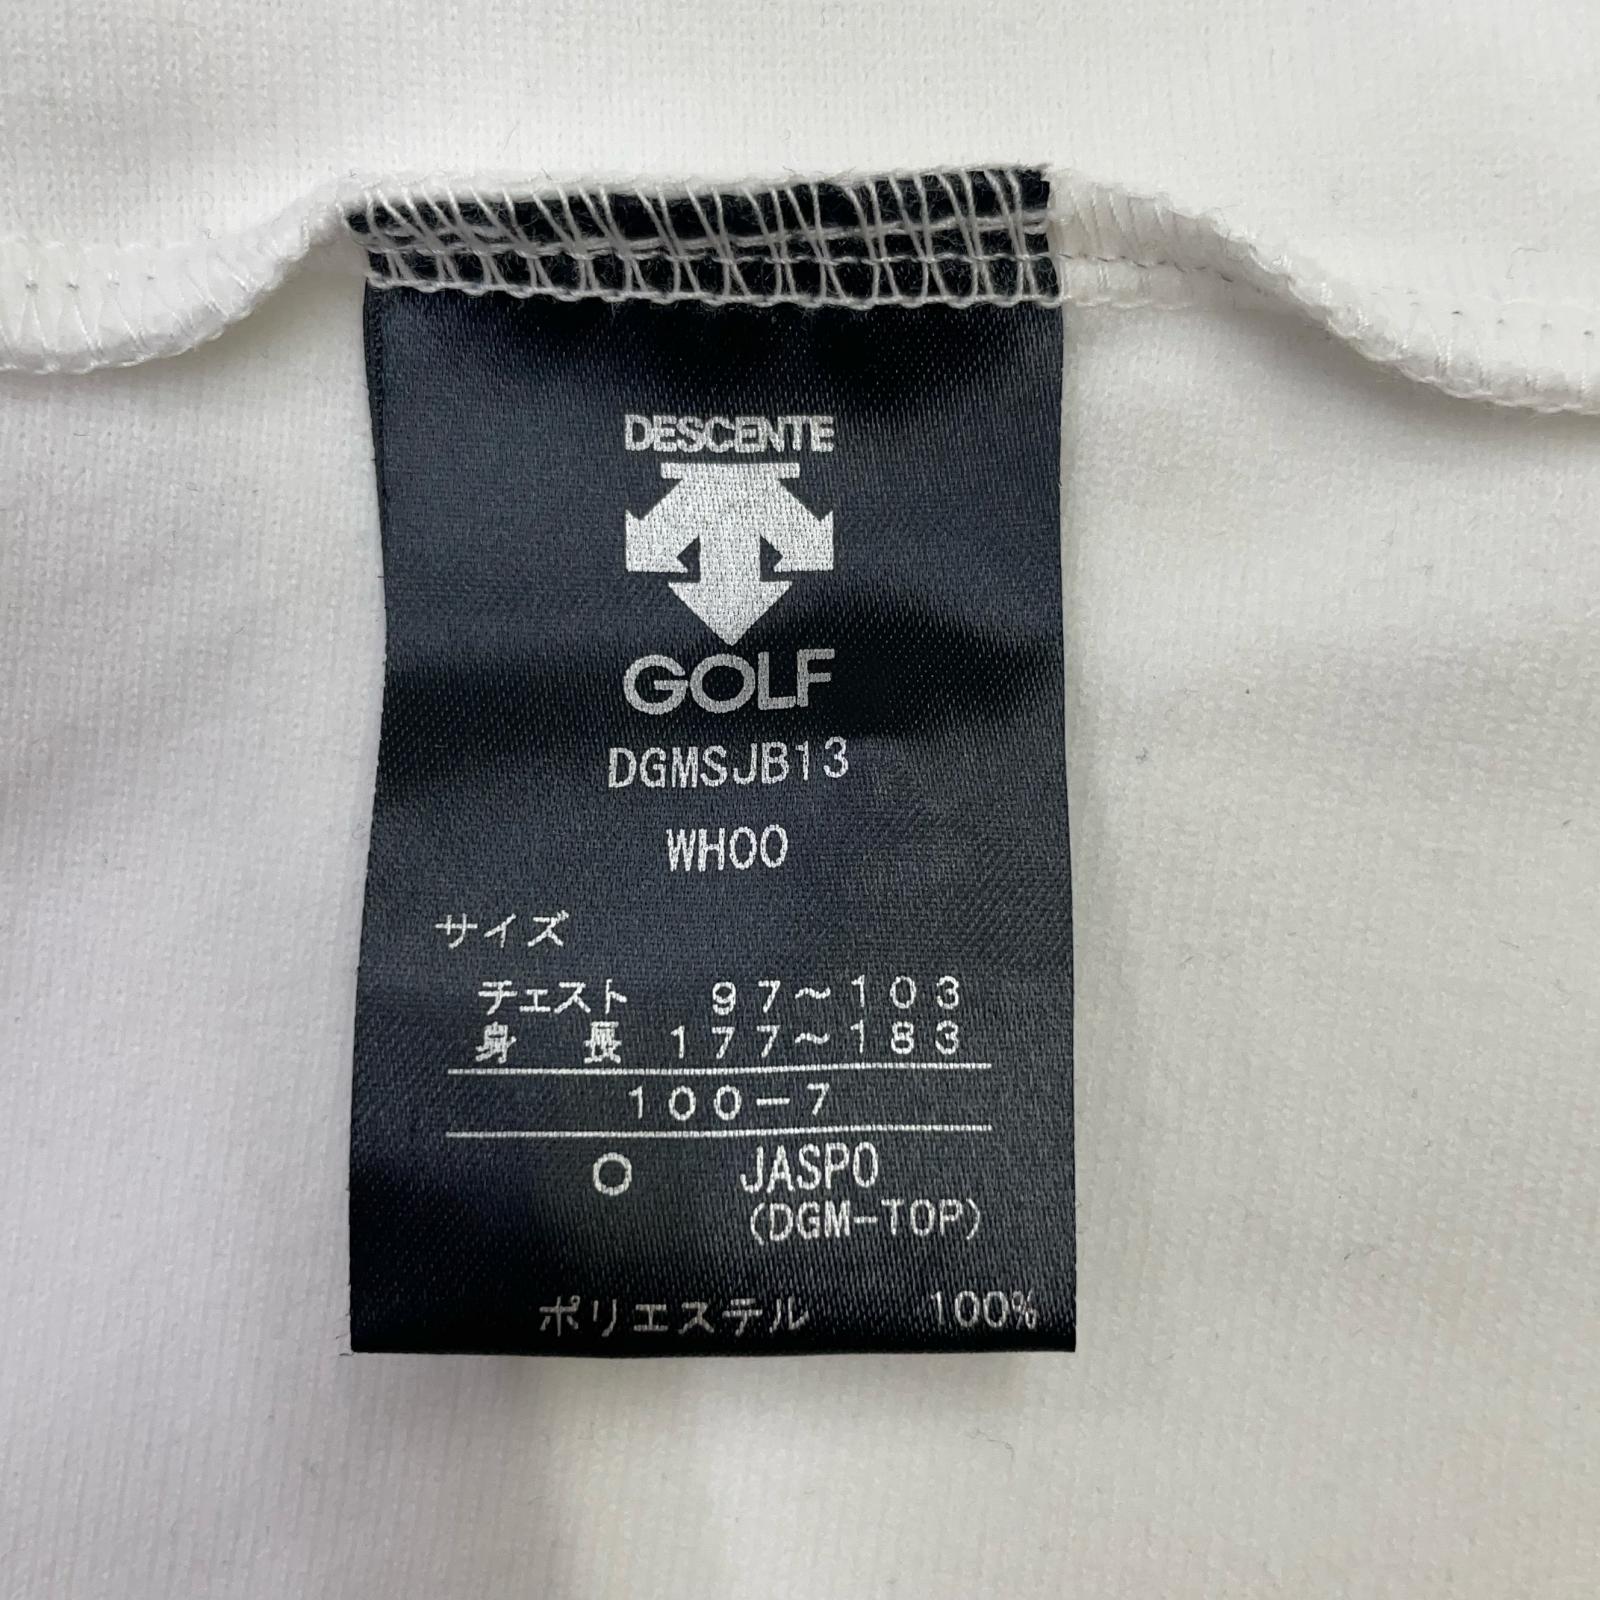 DESCENTE
GOLF
DGMSJB13
WH00
サイズ
チェスト 97～103
身長 177～183
100－7
O JASPO
(DGM-TOP)
ポリエステル 100%